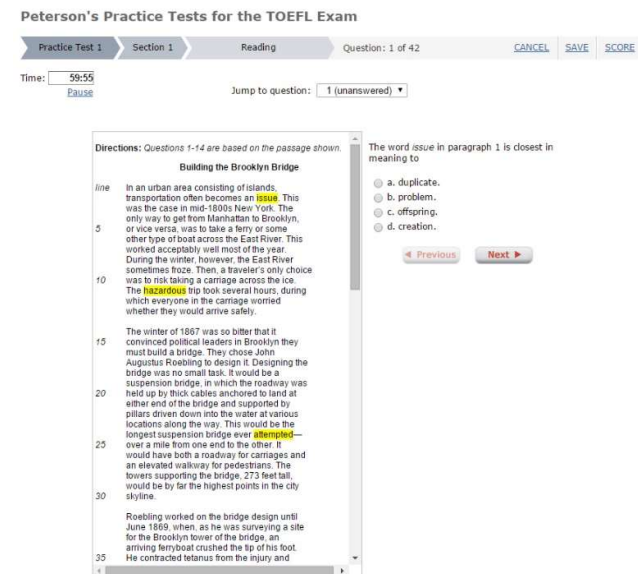 Peterson's Practice Tests for the TOEFL Exam
Practice Test 1 Section 1 Reading Question: 1 of 42 CANCEL SAVE SCORE
Time: 59:55
Pause
Jump to question: 1 (unanswered)
Directions: Questions 1-14 are based on the passage shown.
Building the Brooklyn Bridge
line In an urban area consisting of islands,
transportation often becomes an issue. This
was the case in mid-1800s New York. The
only way to get from Manhattan to Brooklyn,
5 or vice versa, was to take a ferry or some
other type of boat across the East River. This
worked acceptably well most of the year.
During the winter, however, the East River
sometimes froze. Then, a traveler's only choice
10 was to risk taking a carriage across the ice.
The hazardous trip took several hours, during
which everyone in the carriage worried
whether they would arrive safely.
The winter of 1867 was so bitter that it
15 convinced political leaders in Brooklyn they
must build a bridge. They chose John
Augustus Roebling to design it. Designing the
bridge was no small task. It would be a
suspension bridge, in which the roadway was
20 held up by thick cables anchored to land at
either end of the bridge and supported by
pillars driven down into the water at various
locations along the way. This would be the
longest suspension bridge ever attempted—
25 over a mile from one end to the other. It
would have both a roadway for carriages and
an elevated walkway for pedestrians. The
towers supporting the bridge, 273 feet tall,
would be by far the highest points in the city
30 skyline.
Roebling worked on the bridge design until
June 1869, when, as he was surveying a site
for the Brooklyn tower of the bridge, an
arriving ferryboat crushed the tip of his foot.
35 He contracted tetanus from the injury and
The word issue in paragraph 1 is closest in
meaning to
a. duplicate.
b. problem.
c. offspring.
d. creation.
Previous Next